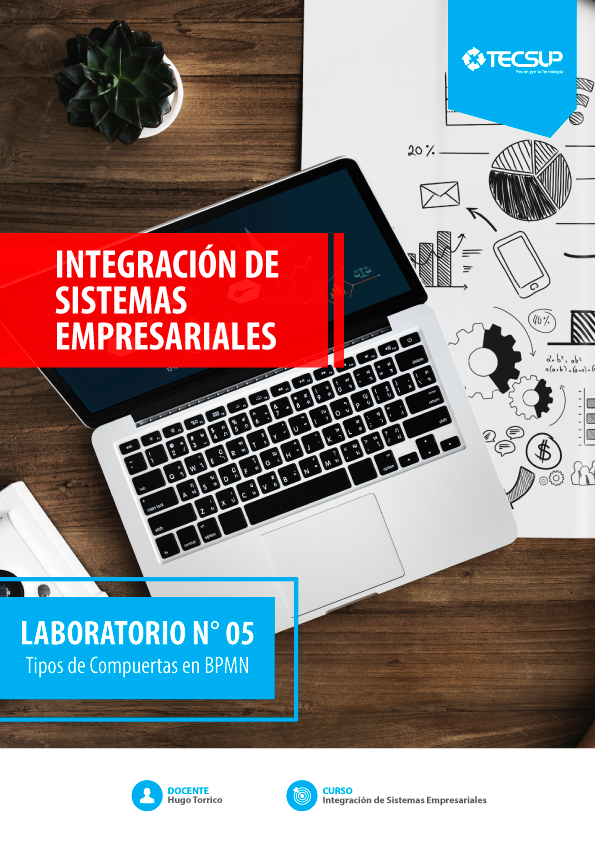 TECSUP
Pasión por la Tecnología
20%
40%
INTEGRACIÓN DE
SISTEMAS
EMPRESARIALES
LABORATORIO N° 05
Tipos de Compuertas en BPMN
DOCENTE
Hugo Torrico
CURSO
Integración de Sistemas Empresariales